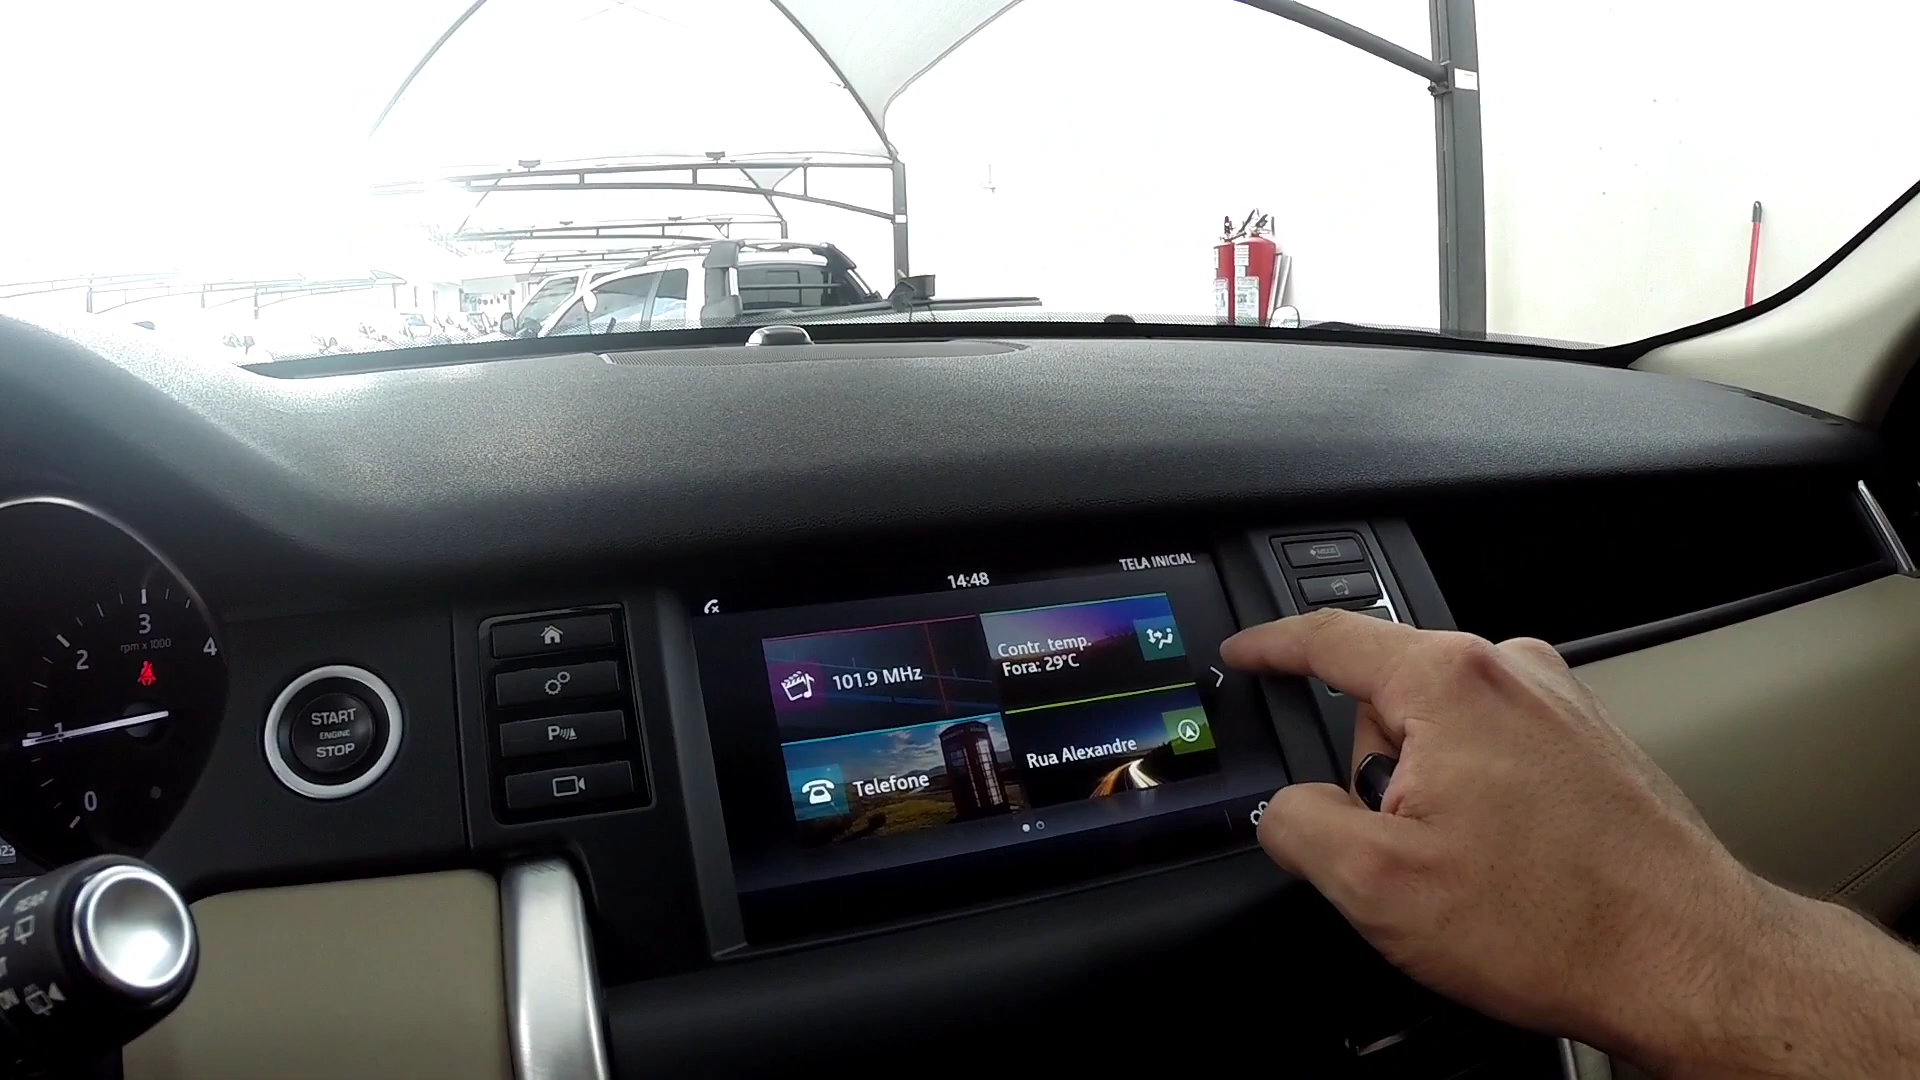 14:48
TELA INICIAL
101.9 MHz
Contr. temp.
Fora: 29°C
Telefone
Rua Alexandre
START
ENGINE
STOP
P
MODE
4
3
rpm x 1000
2
1
0
REAR